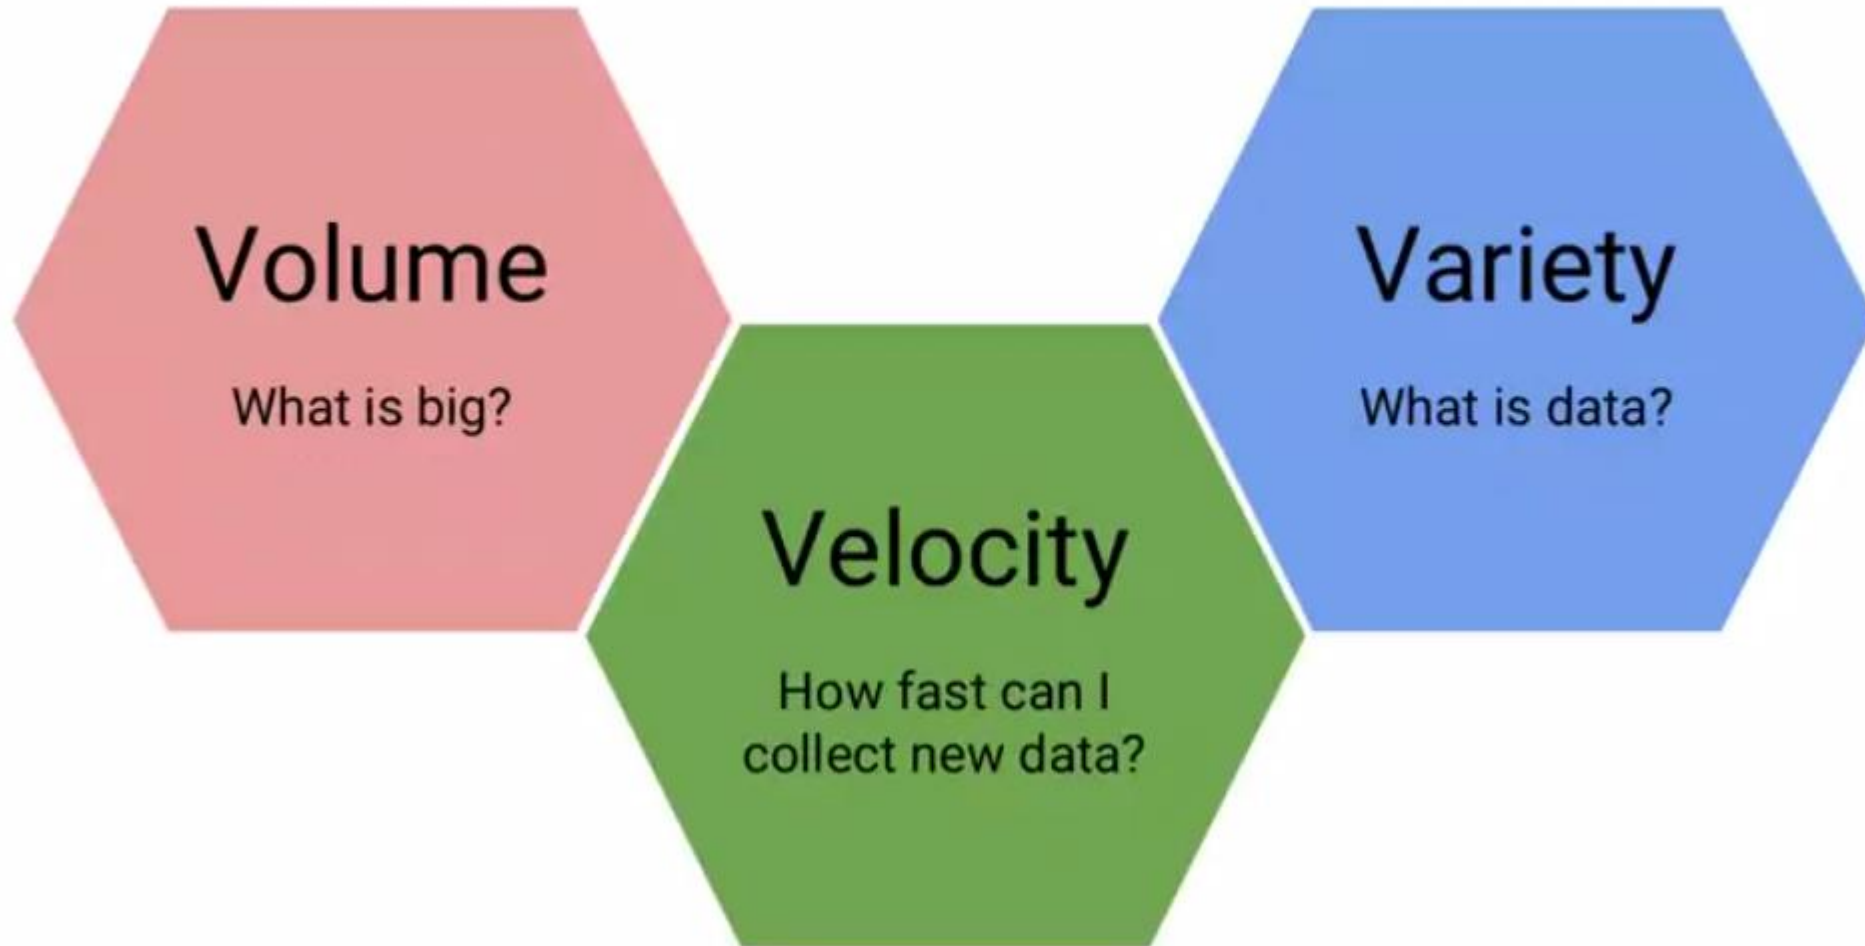 Volume
What is big?
Velocity
How fast can I
collect new data?
Variety
What is data?